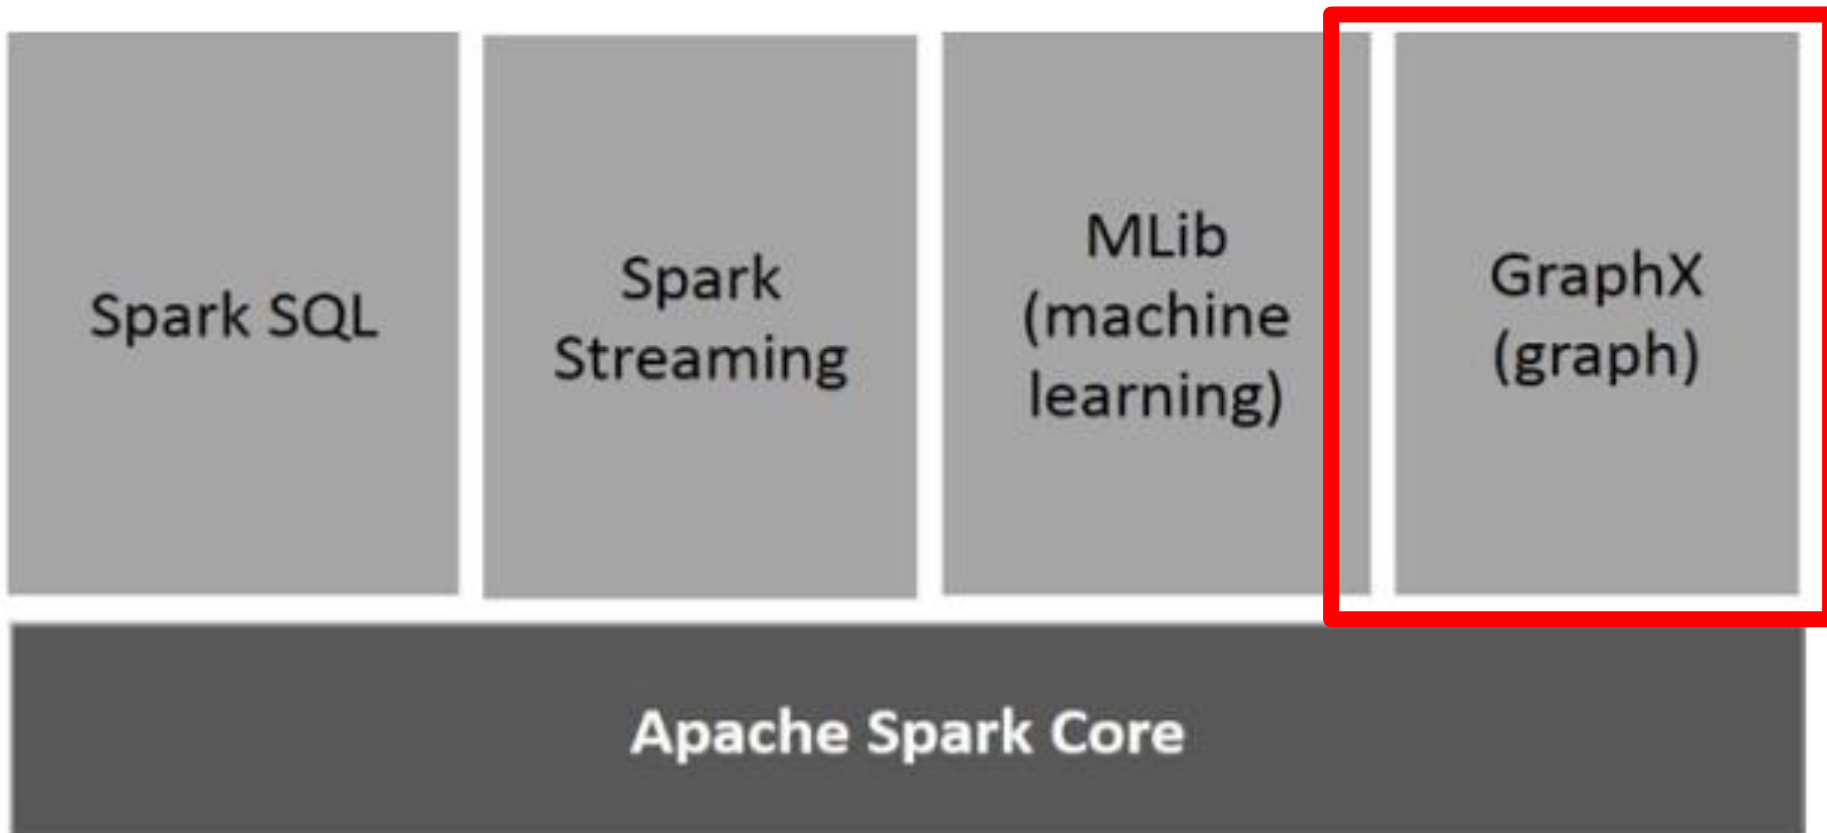 Spark SQL
Spark
Streaming
MLib
(machine
learning)
GraphX
(graph)
Apache Spark Core